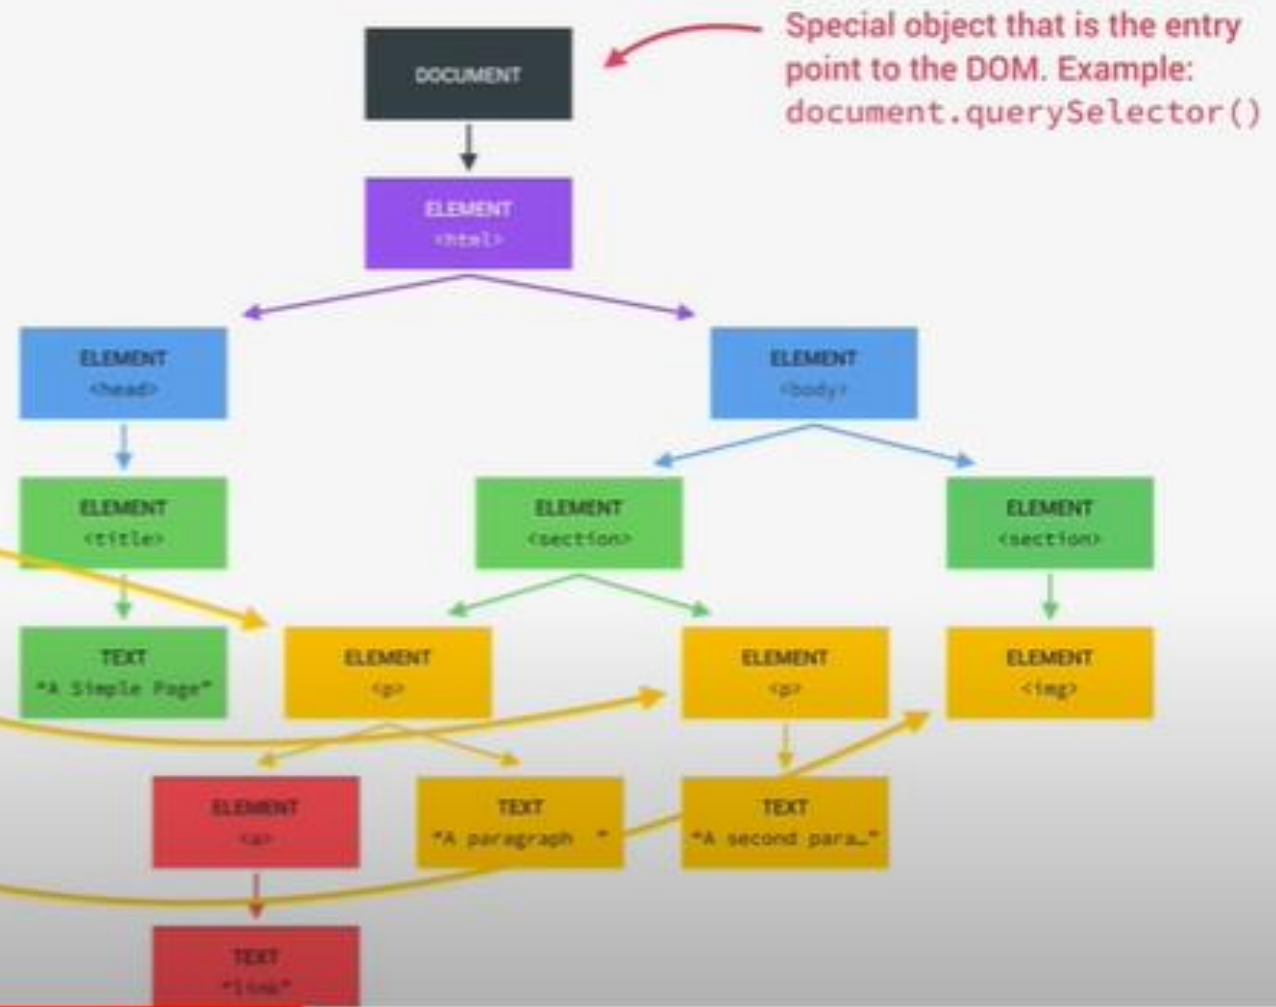 Special object that is the entry
point to the DOM. Example:
document.querySelector()
DOCUMENT
ELEMENT
<html>
ELEMENT
<head>
ELEMENT
<body>
ELEMENT
<title>
ELEMENT
<section>
ELEMENT
<section>
TEXT
"A Simple Page"
ELEMENT
<p>
ELEMENT
<p>
ELEMENT
<img>
ELEMENT
<a>
TEXT
"A paragraph "
TEXT
"A second para…"
TEXT
"link"